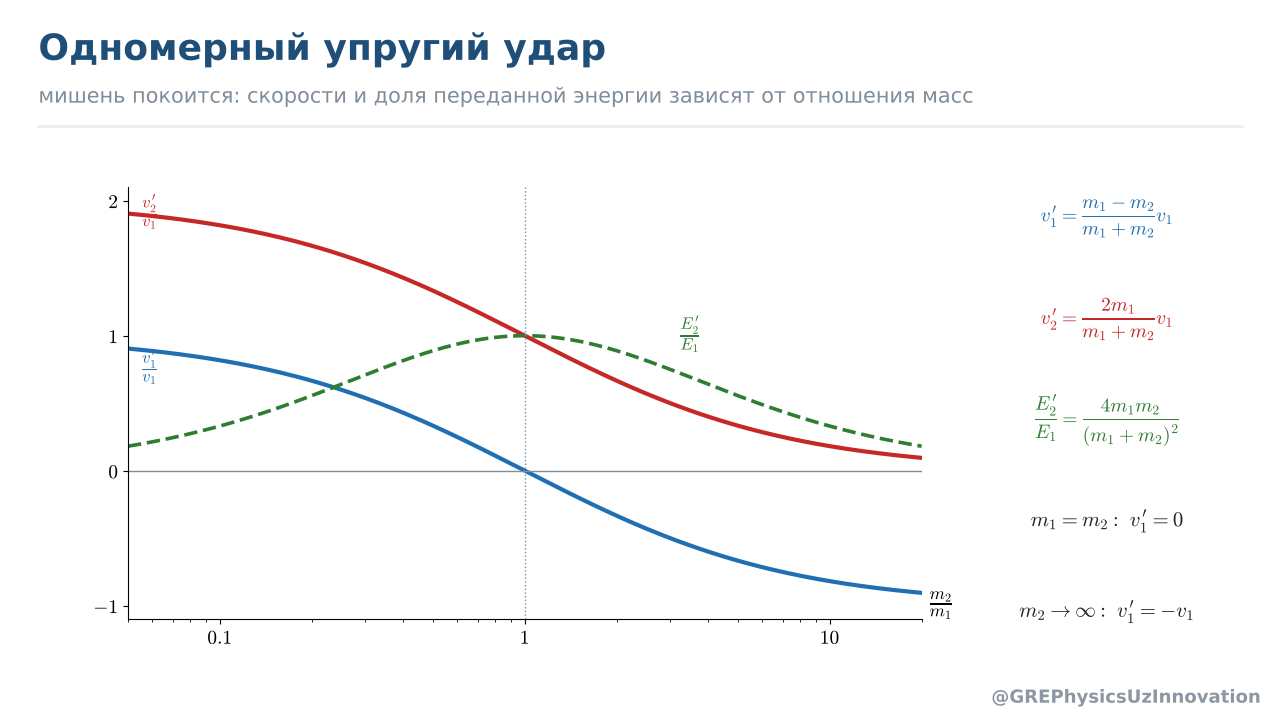 Одномерный упругий удар
мишень покоится: скорости и доля переданной энергии зависят от отношения масс
2
1
0
−1
0.1
1
10
v₂′/v₁
v₁/v₁
E₂′/E₁
m₂/m₁
v₁′ = (m₁ − m₂)/(m₁ + m₂) v₁
v₂′ = 2m₁/(m₁ + m₂) v₁
E₂′/E₁ = 4m₁m₂/(m₁ + m₂)²
m₁ = m₂ : v₁′ = 0
m₂ → ∞ : v₁′ = −v₁
@GREPhysicsUzInnovation